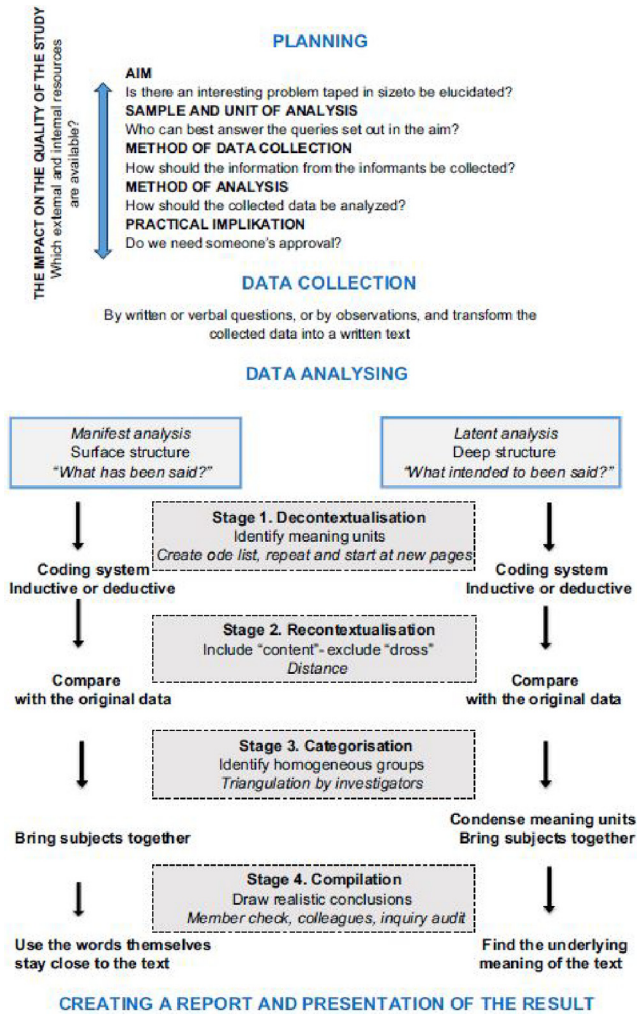 PLANNING
THE IMPACT ON THE QUALITY OF THE STUDY
Which external and internal resources
are available?
AIM
Is there an interesting problem taped in sizeto be elucidated?
SAMPLE AND UNIT OF ANALYSIS
Who can best answer the queries set out in the aim?
METHOD OF DATA COLLECTION
How should the information from the informants be collected?
METHOD OF ANALYSIS
How should the collected data be analyzed?
PRACTICAL IMPLIKATION
Do we need someone's approval?
DATA COLLECTION
By written or verbal questions, or by observations, and transform the
collected data into a written text
DATA ANALYSING
Manifest analysis
Surface structure
“What has been said?”
Latent analysis
Deep structure
“What intended to been said?”
Stage 1. Decontextualisation
Identify meaning units
Create ode list, repeat and start at new pages
Coding system
Inductive or deductive
Coding system
Inductive or deductive
Stage 2. Recontextualisation
Include “content”- exclude “dross”
Distance
Compare
with the original data
Compare
with the original data
Stage 3. Categorisation
Identify homogeneous groups
Triangulation by investigators
Bring subjects together
Condense meaning units
Bring subjects together
Stage 4. Compilation
Draw realistic conclusions
Member check, colleagues, inquiry audit
Use the words themselves
stay close to the text
Find the underlying
meaning of the text
CREATING A REPORT AND PRESENTATION OF THE RESULT